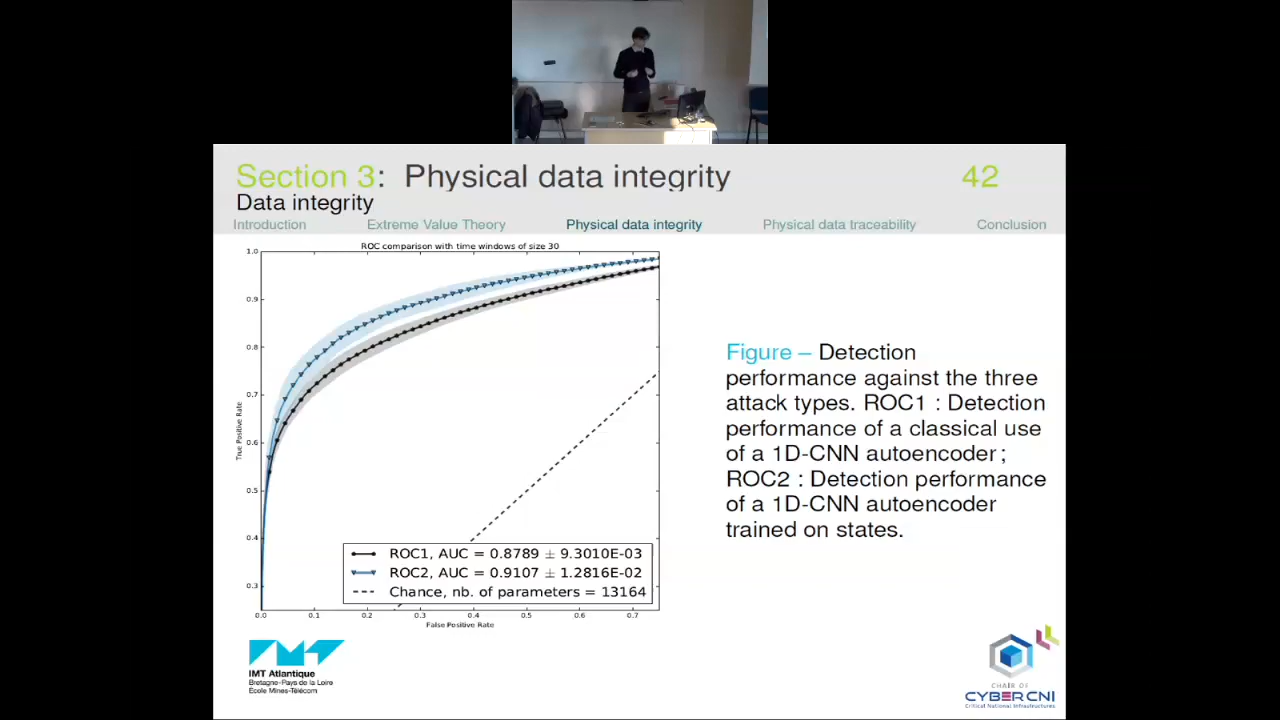 Section 3: Physical data integrity 42
Data integrity
Introduction Extreme Value Theory Physical data integrity Physical data traceability Conclusion
ROC comparison with time windows of size 30
1.0
0.9
0.8
0.7
0.6
0.5
0.4
0.3
True Positive Rate
0.0 0.1 0.2 0.3 0.4 0.5 0.6 0.7
False Positive Rate
ROC1, AUC = 0.8789 ± 9.3010E-03
ROC2, AUC = 0.9107 ± 1.2816E-02
Chance, nb. of parameters = 13164
Figure – Detection
performance against the three
attack types. ROC1 : Detection
performance of a classical use
of a 1D-CNN autoencoder ;
ROC2 : Detection performance
of a 1D-CNN autoencoder
trained on states.
IMT Atlantique
Bretagne-Pays de la Loire
École Mines-Télécom
CHAIR OF
CYBERCNI
Critical National Infrastructures